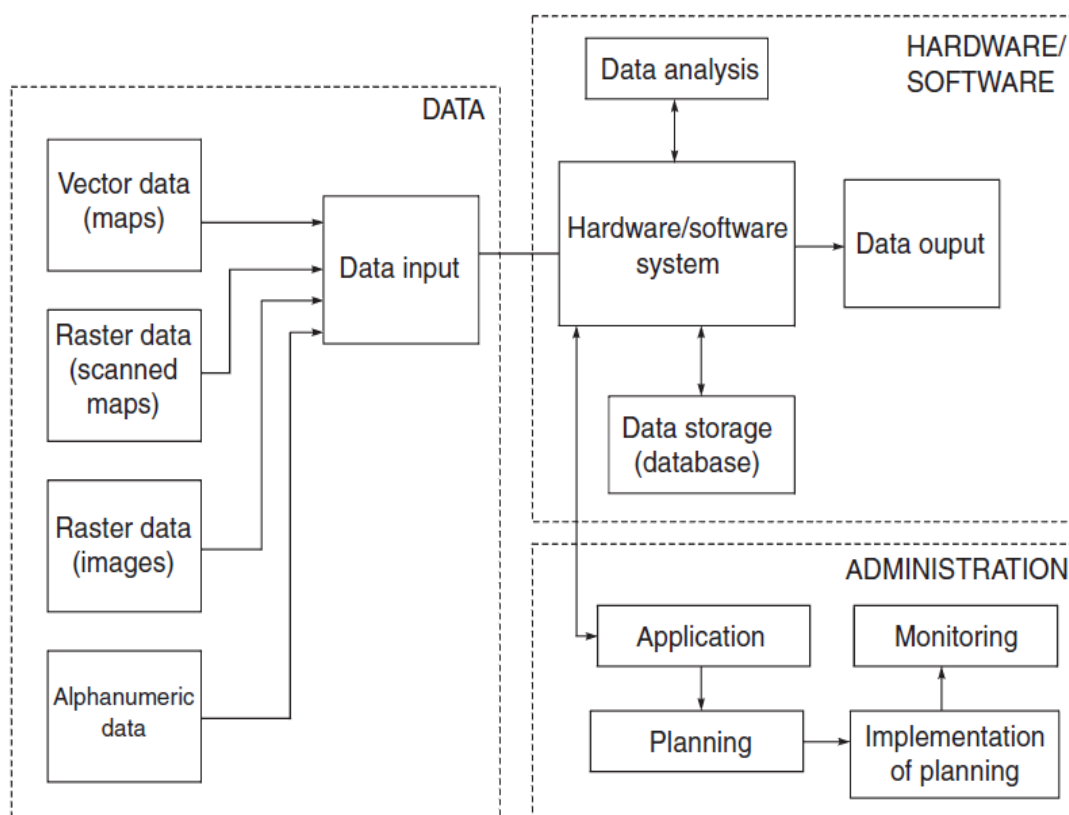 DATA
Vector data
(maps)
Raster data
(scanned
maps)
Raster data
(images)
Alphanumeric
data
Data input
HARDWARE/
SOFTWARE
Data analysis
Hardware/software
system
Data ouput
Data storage
(database)
ADMINISTRATION
Application
Monitoring
Planning
Implementation
of planning